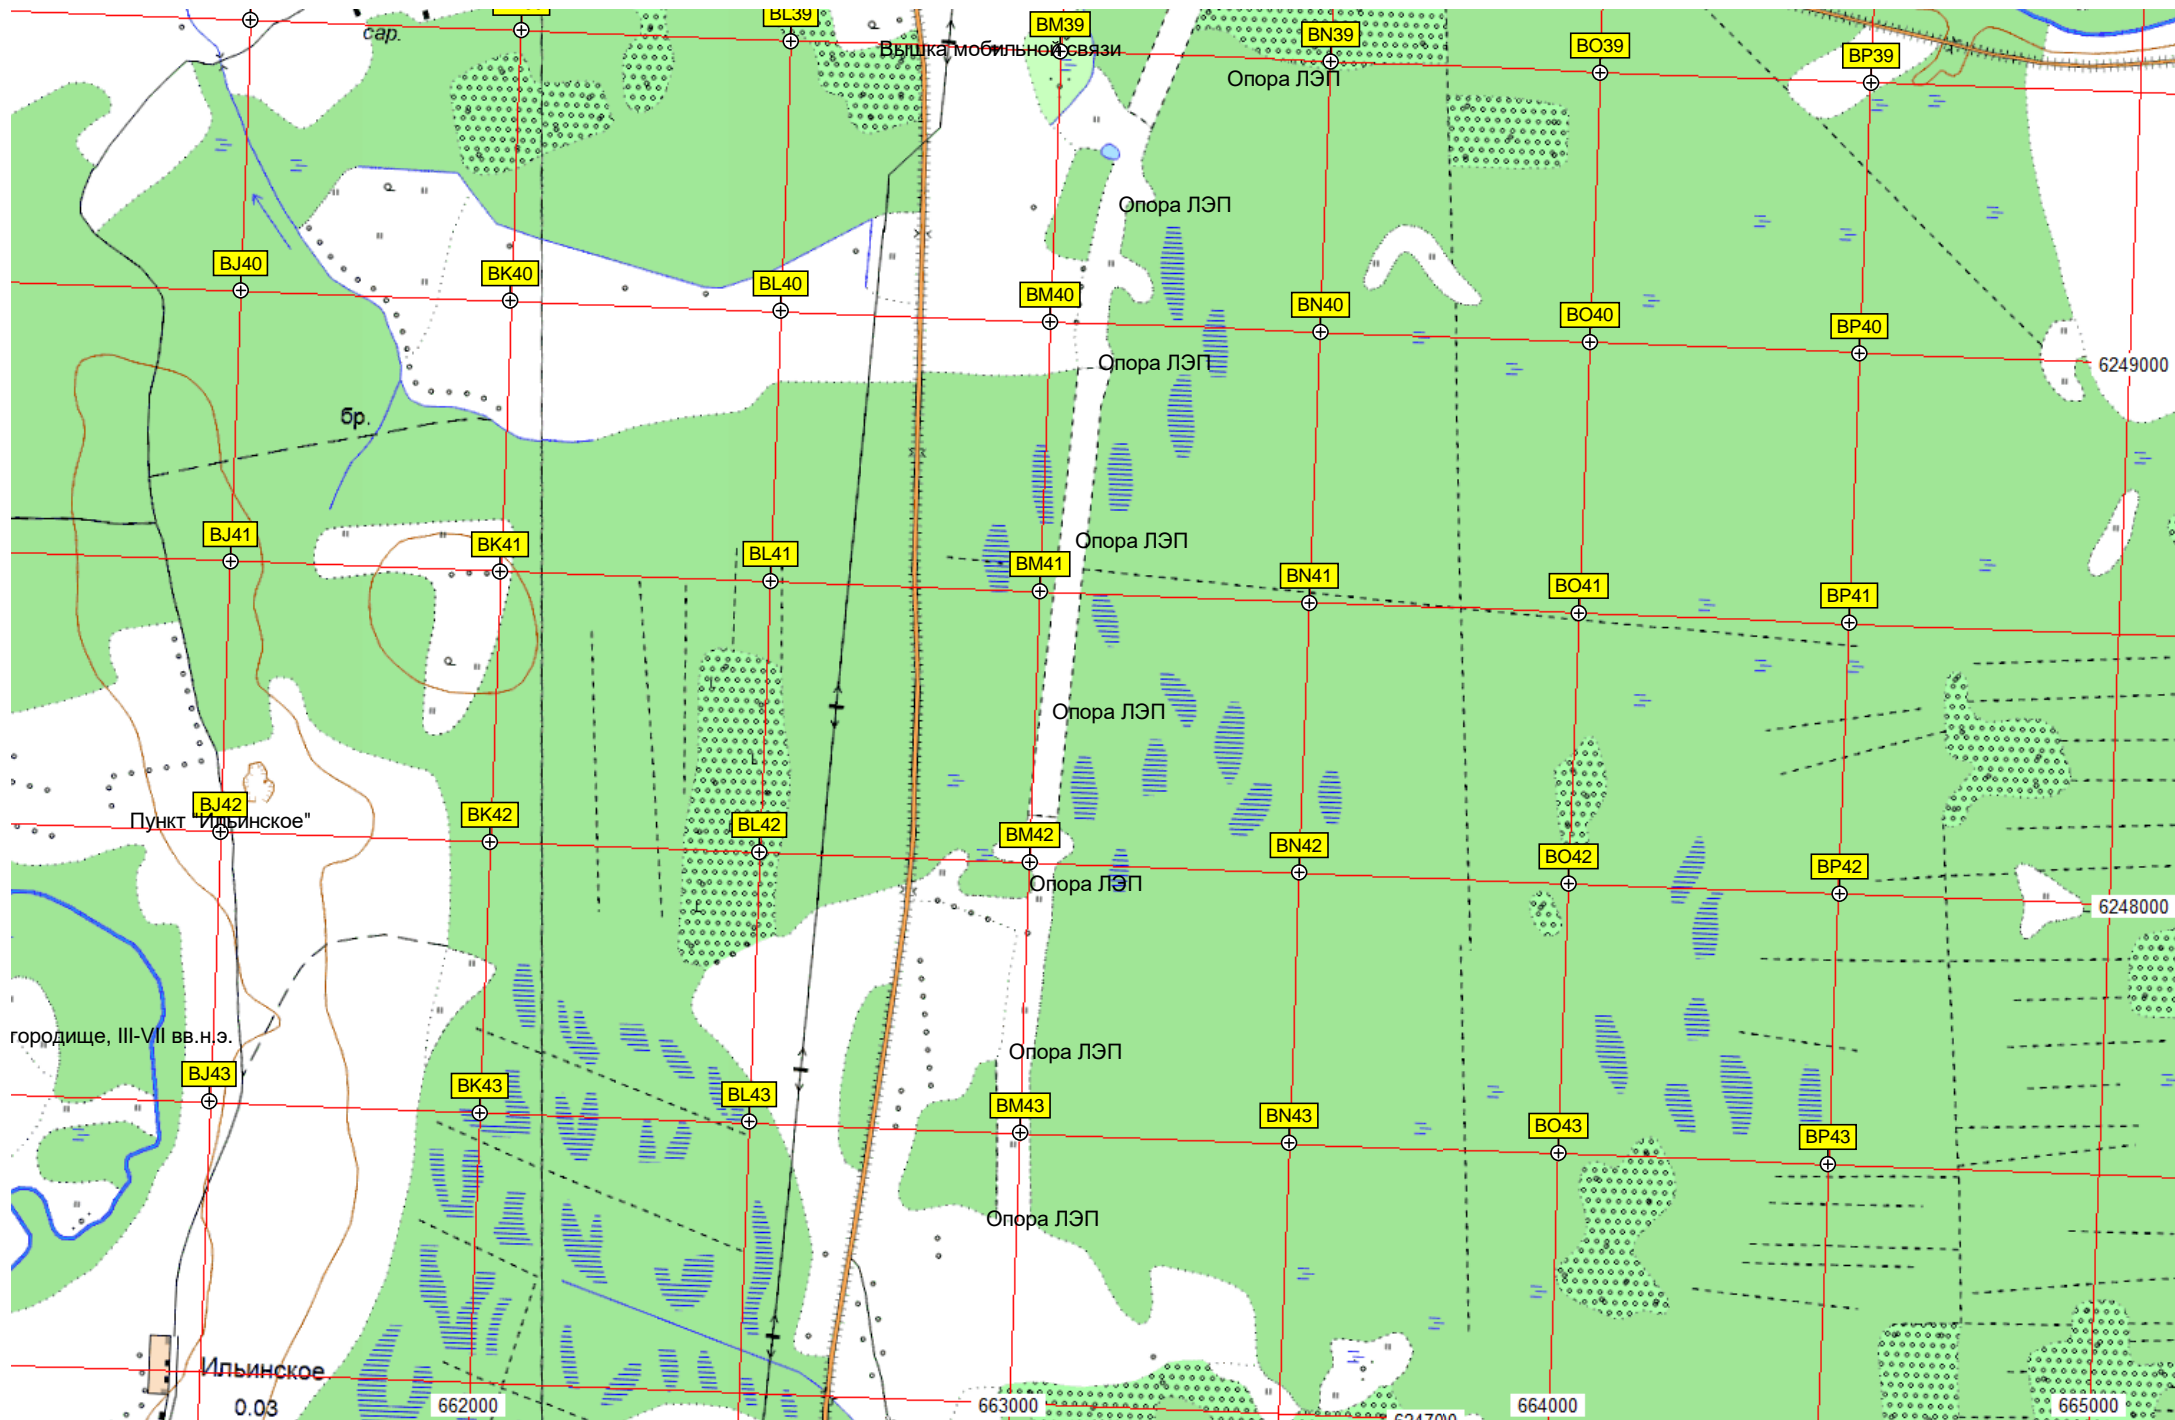 сар.
BL39
BM39
Вышка мобильной связи
BN39
BO39
BP39
Опора ЛЭП
Опора ЛЭП
BJ40
BK40
BL40
BM40
BN40
BO40
BP40
Опора ЛЭП
6249000
бр.
BJ41
BK41
BL41
Опора ЛЭП
BM41
BN41
BO41
BP41
Опора ЛЭП
BJ42
Пункт "Ильинское"
BK42
BL42
BM42
BN42
BO42
BP42
Опора ЛЭП
6248000
городище, III-VII вв.н.э.
Опора ЛЭП
BJ43
BK43
BL43
BM43
BN43
BO43
BP43
Опора ЛЭП
Ильинское
0.03
662000
663000
664000
665000